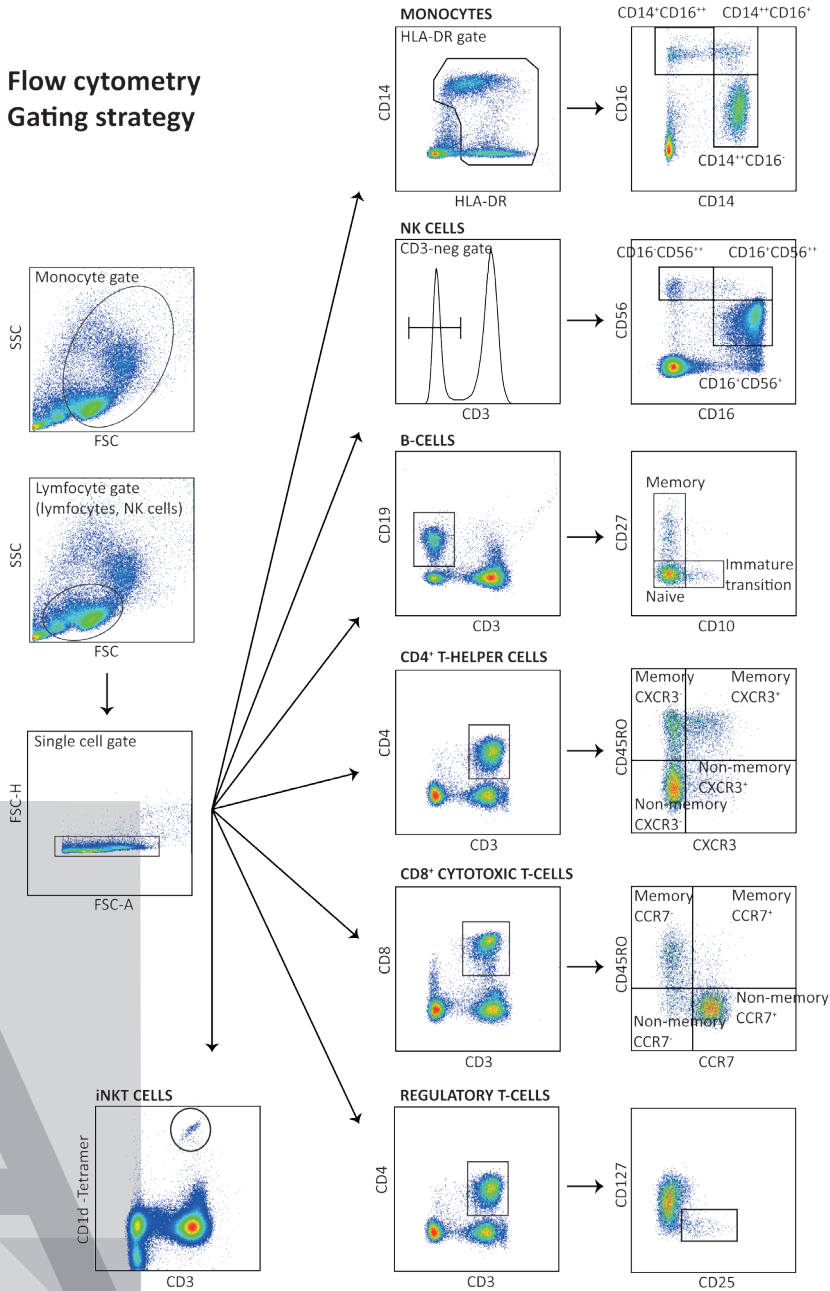 Flow cytometry
Gating strategy
Monocyte gate
SSC
FSC
Lymfocyte gate
(lymfocytes, NK cells)
SSC
FSC
Single cell gate
FSC-H
FSC-A
iNKT CELLS
CD1d -Tetramer
CD3
MONOCYTES
HLA-DR gate
CD14
HLA-DR
CD14⁺CD16⁺⁺
CD14⁺⁺CD16⁺
CD16
CD14⁺⁺CD16⁻
CD14
NK CELLS
CD3-neg gate
CD3
CD16⁻CD56⁺⁺
CD16⁺CD56⁺⁺
CD56
CD16⁺CD56⁺
CD16
B-CELLS
CD19
CD3
Memory
CD27
Immature
transition
Naive
CD10
CD4⁺ T-HELPER CELLS
CD4
CD3
Memory
CXCR3⁻
Memory
CXCR3⁺
CD45RO
Non-memory
CXCR3⁺
Non-memory
CXCR3⁻
CXCR3
CD8⁺ CYTOTOXIC T-CELLS
CD8
CD3
Memory
CCR7⁻
Memory
CCR7⁺
CD45RO
Non-memory
CCR7⁺
Non-memory
CCR7⁻
CCR7
REGULATORY T-CELLS
CD4
CD3
CD127
CD25